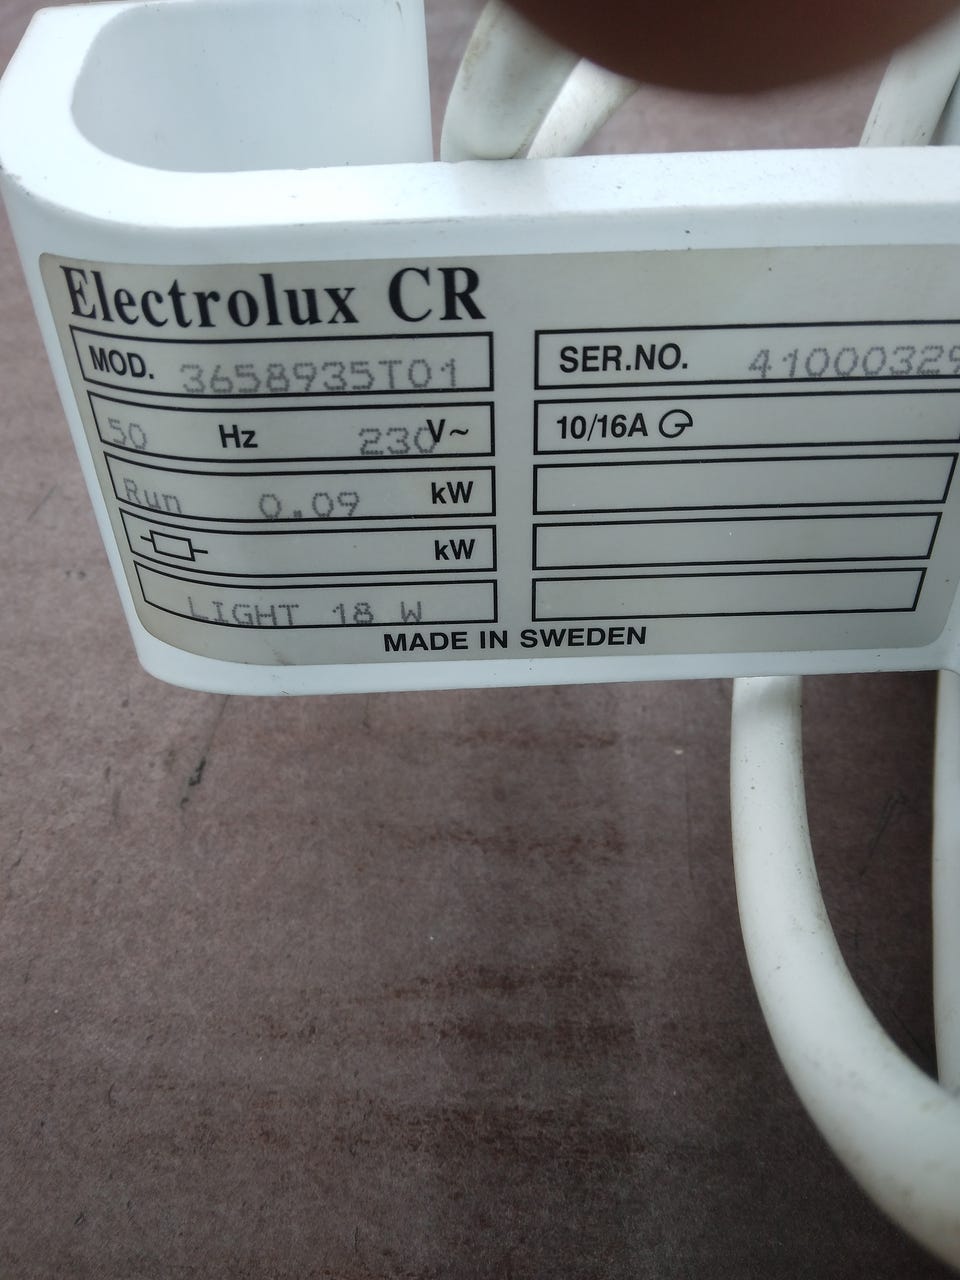 Electrolux CR
MOD. 3658935T01
SER.NO. 41000329
50 Hz 230 V~
10/16A
Run 0.09 kW
kW
LIGHT 18 W
MADE IN SWEDEN